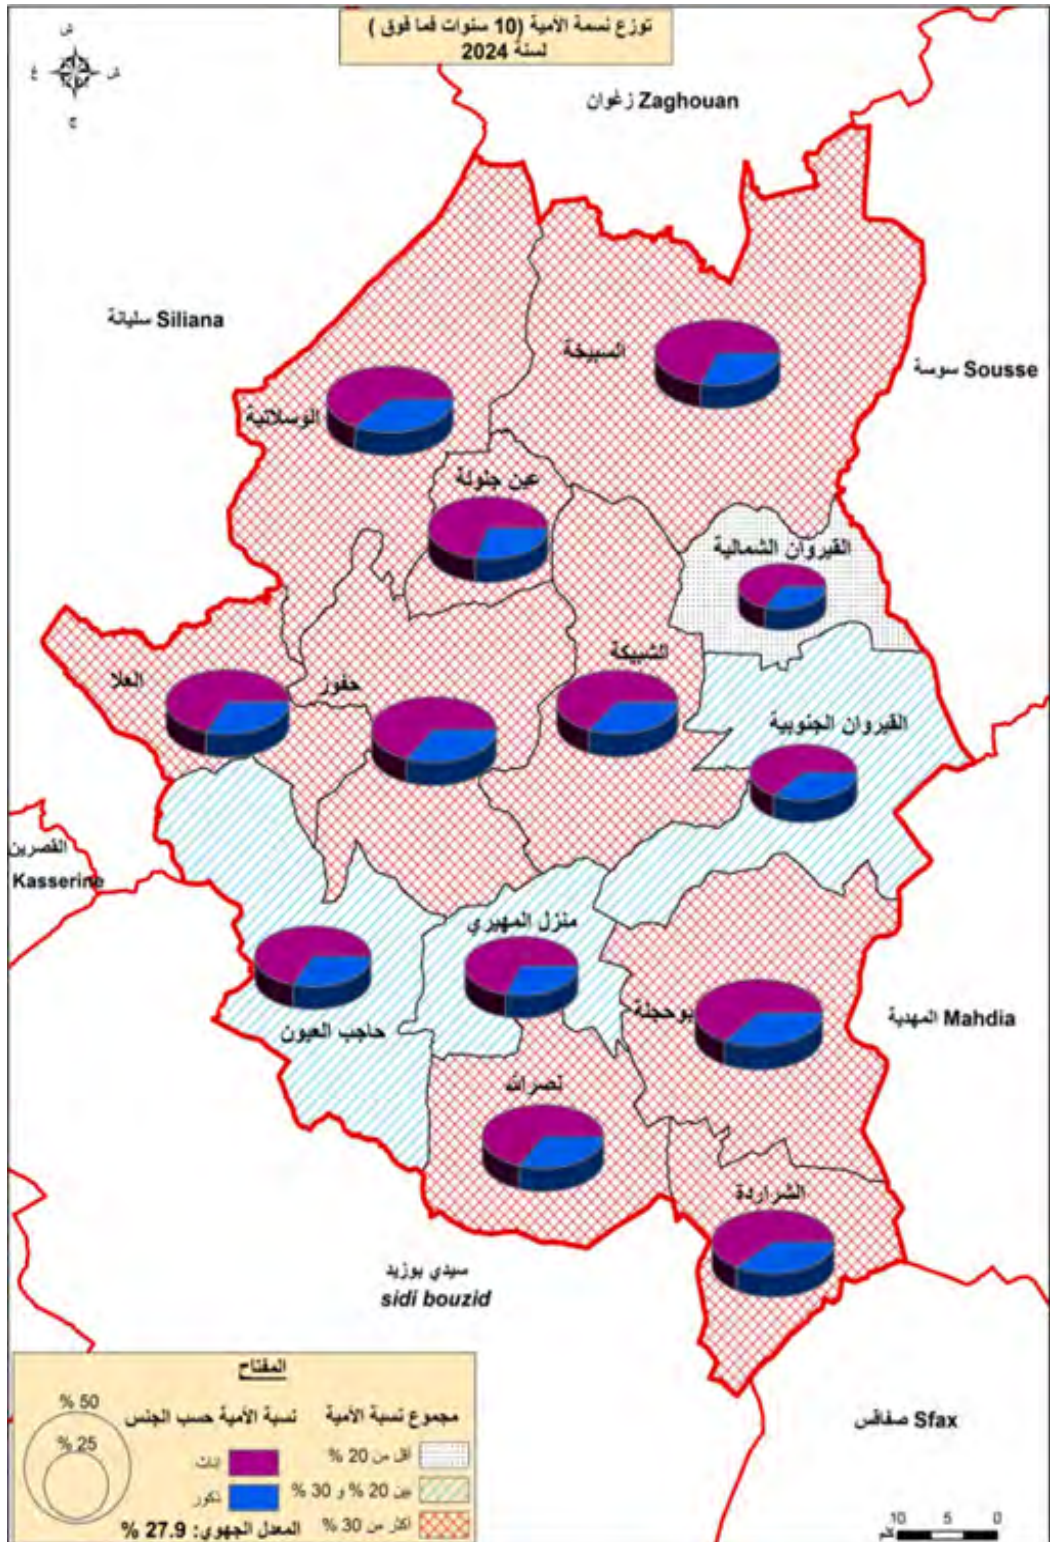 توزع نسمة الأمية (10 سنوات فما فوق )
لسنة 2024
ش
غ
ش
ج
زغوان Zaghouan
سليانة Siliana
سوسة Sousse
السبيخة
الوسلاتية
عين جلولة
القيروان الشمالية
الشبيكة
حفوز
العلا
القيروان الجنوبية
القصرين
Kasserine
منزل المهيري
حاجب العيون
بوحجلة
المهدية Mahdia
نصرالله
الشراردة
سيدي بوزيد
sidi bouzid
صفاقس Sfax
المفتاح
مجموع نسبة الأمية
أقل من 20 %
بين 20 % و 30 %
أكثر من 30 %
نسبة الأمية حسب الجنس
اناث
ذكور
% 50
% 25
المعدل الجهوي: 27.9 %
10 5 0
كلم